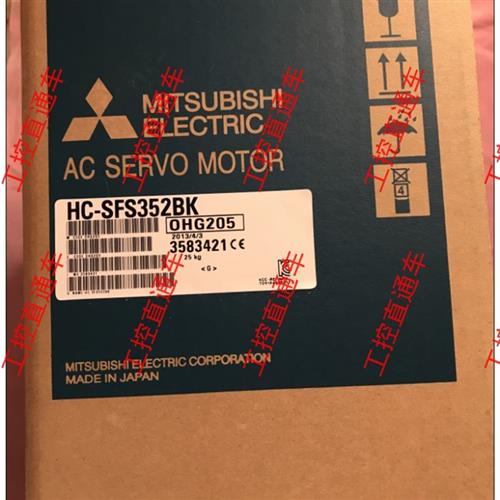 MITSUBISHI
ELECTRIC
AC SERVO MOTOR
HC-SFS352BK
OHG205
2013/4/3
3583421 CE
25 kg
<G>
4
MITSUBISHI ELECTRIC CORPORATION
MADE IN JAPAN
工控直通车
工控直通车
工控直通车
工控直通车
工控直通车
工控直通车